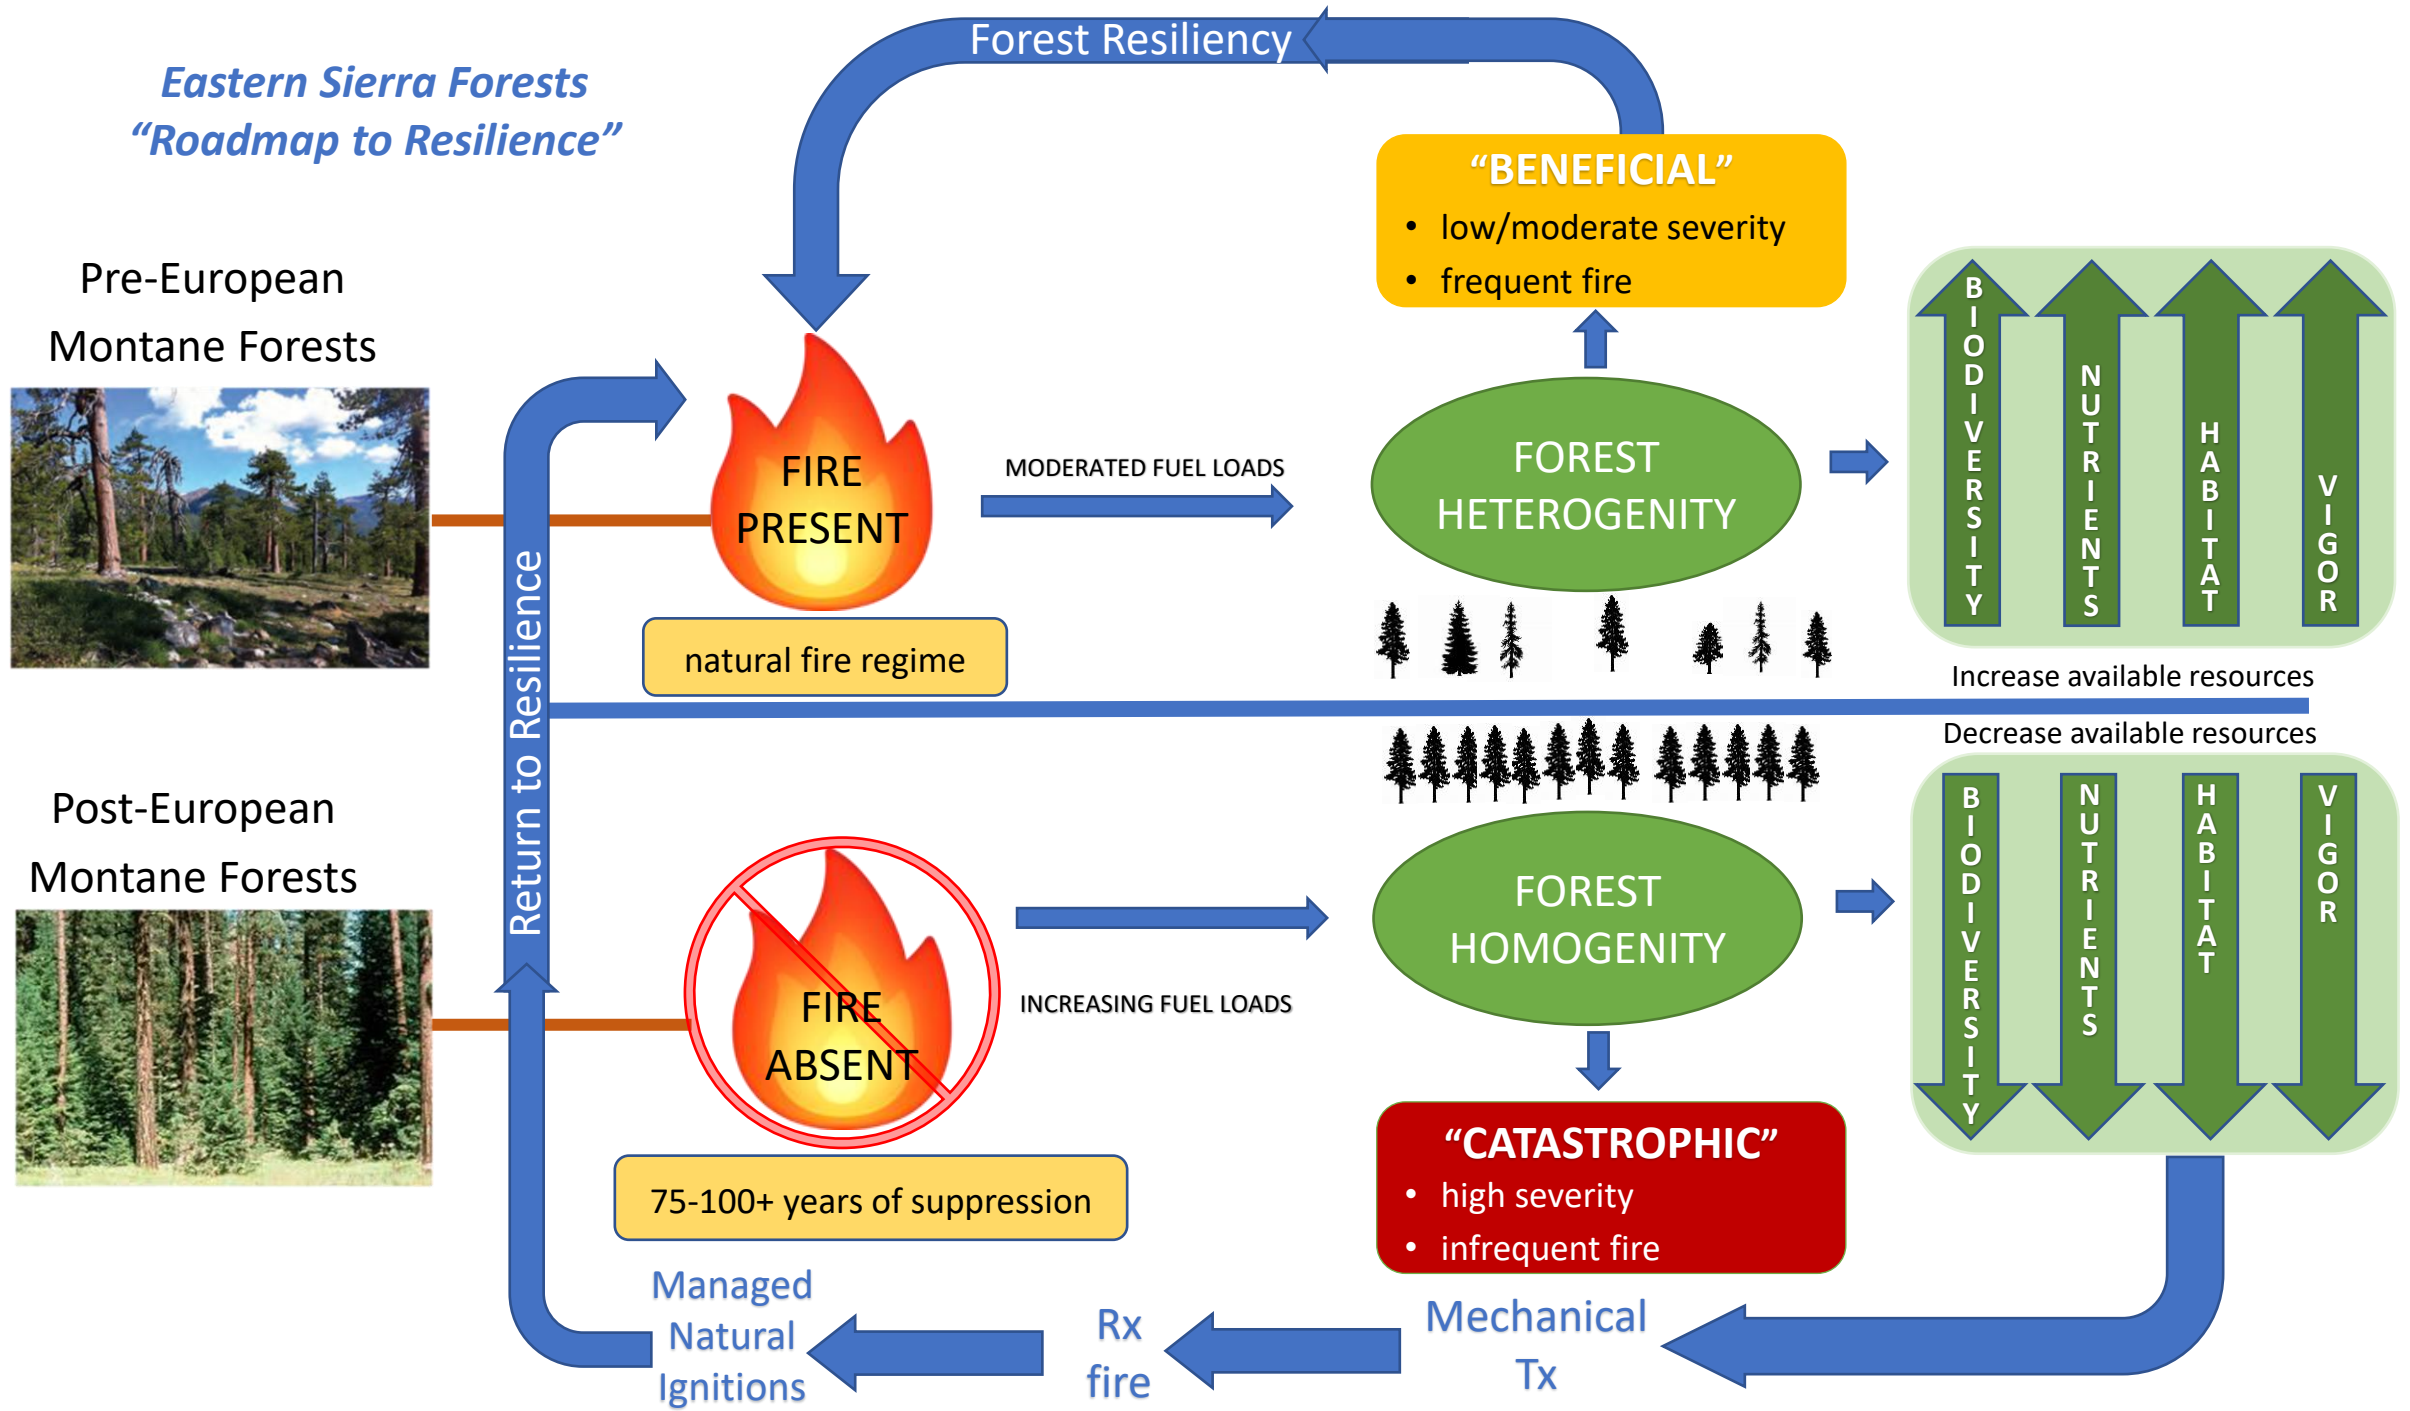 Forest Resiliency
Eastern Sierra Forests
“Roadmap to Resilience”
“BENEFICIAL”
• low/moderate severity
• frequent fire
Pre-European
Montane Forests
FIRE
PRESENT
MODERATED FUEL LOADS
FOREST
HETEROGENITY
BIODIVERSITY
NUTRIENTS
HABITAT
VIGOR
natural fire regime
Increase available resources
Return to Resilience
Decrease available resources
Post-European
Montane Forests
FIRE
ABSENT
INCREASING FUEL LOADS
FOREST
HOMOGENITY
BIODIVERSITY
NUTRIENTS
HABITAT
VIGOR
75-100+ years of suppression
“CATASTROPHIC”
• high severity
• infrequent fire
Managed
Natural
Ignitions
Rx
fire
Mechanical
Tx